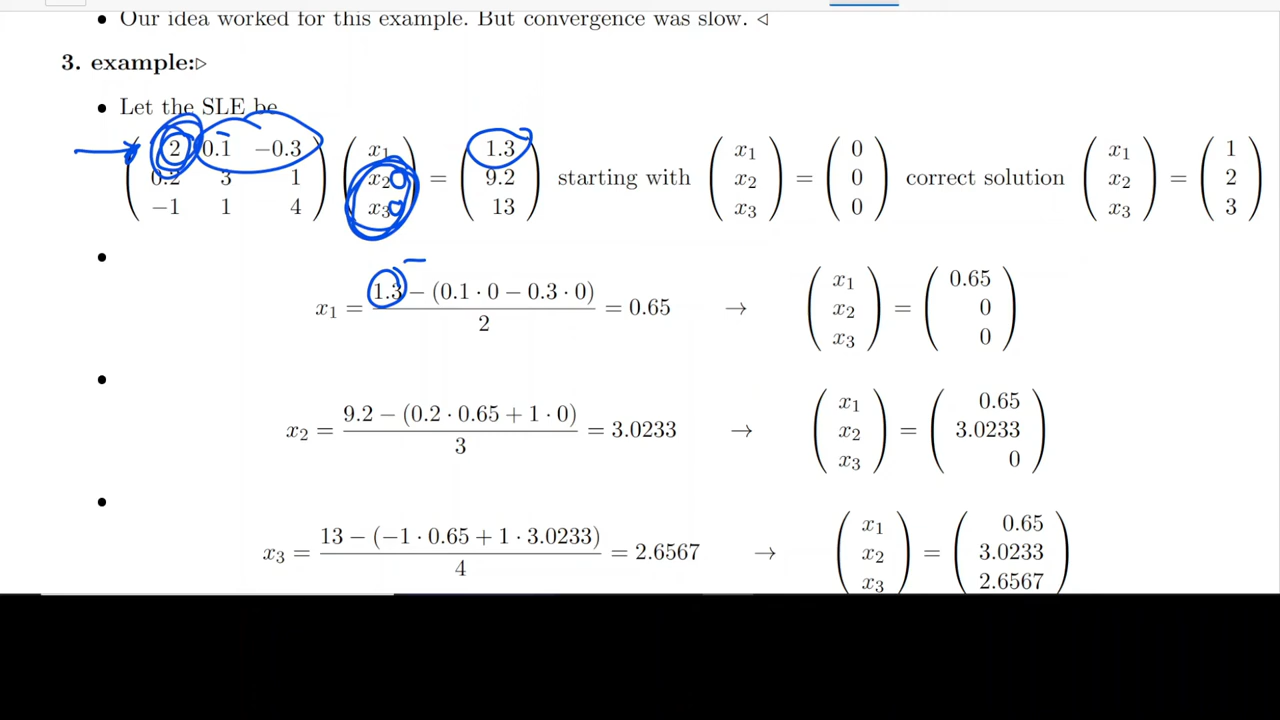 • Our idea worked for this example. But convergence was slow. ◁
3. example:▷
• Let the SLE be
( 2 0.1 −0.3 ) ( x₁ ) = ( 1.3 ) starting with ( x₁ ) = ( 0 ) correct solution ( x₁ ) = ( 1 )
( 0.2 3 1 ) ( x₂ 0 ) ( 9.2 ) ( x₂ ) ( 0 ) ( x₂ ) ( 2 )
( −1 1 4 ) ( x₃ 0 ) ( 13 ) ( x₃ ) ( 0 ) ( x₃ ) ( 3 )
•
x₁ = (1.3 − (0.1 · 0 − 0.3 · 0)) / 2 = 0.65 → (x₁ x₂ x₃) = (0.65 0 0)
•
x₂ = (9.2 − (0.2 · 0.65 + 1 · 0)) / 3 = 3.0233 → (x₁ x₂ x₃) = (0.65 3.0233 0)
•
x₃ = (13 − (−1 · 0.65 + 1 · 3.0233)) / 4 = 2.6567 → (x₁ x₂ x₃) = (0.65 3.0233 2.6567)